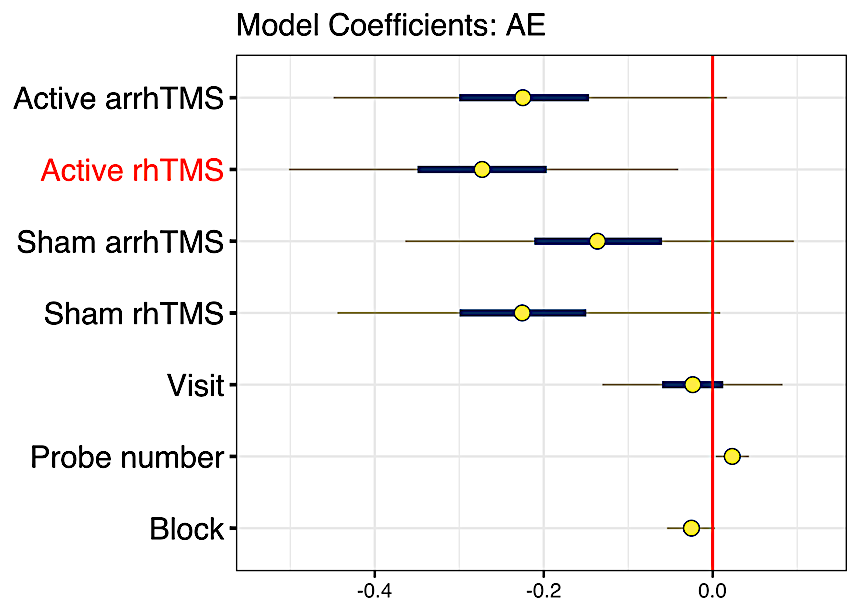 Model Coefficients: AE
Active arrhTMS
Active rhTMS
Sham arrhTMS
Sham rhTMS
Visit
Probe number
Block
-0.4 -0.2 0.0